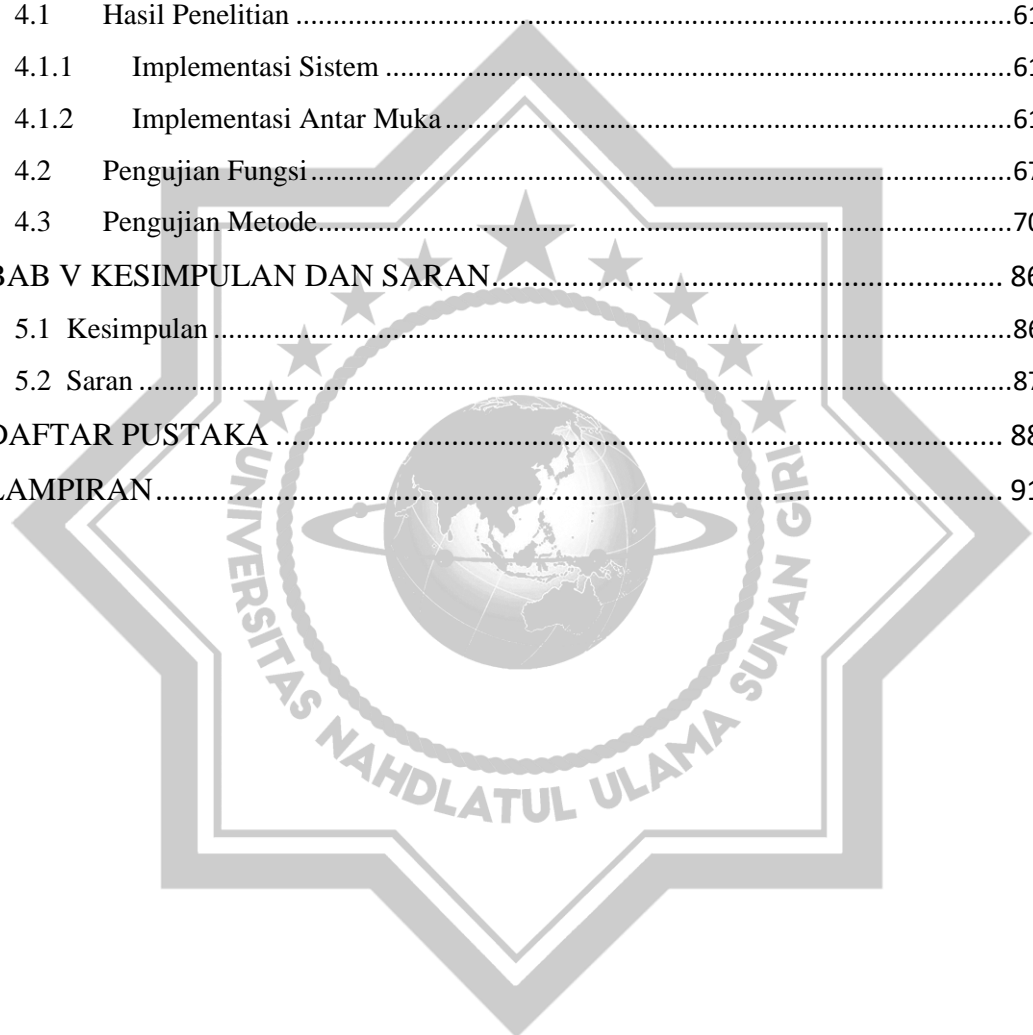 4.1 Hasil Penelitian ........................................ 61
4.1.1 Implementasi Sistem ........................................ 61
4.1.2 Implementasi Antar Muka ........................................ 61
4.2 Pengujian Fungsi ........................................ 67
4.3 Pengujian Metode ........................................ 70
BAB V KESIMPULAN DAN SARAN ........................................ 86
5.1 Kesimpulan ........................................ 86
5.2 Saran ........................................ 87
DAFTAR PUSTAKA ........................................ 88
LAMPIRAN ........................................ 91
UNIVERSITAS NAHDLATUL ULAMA SUNAN GIRI